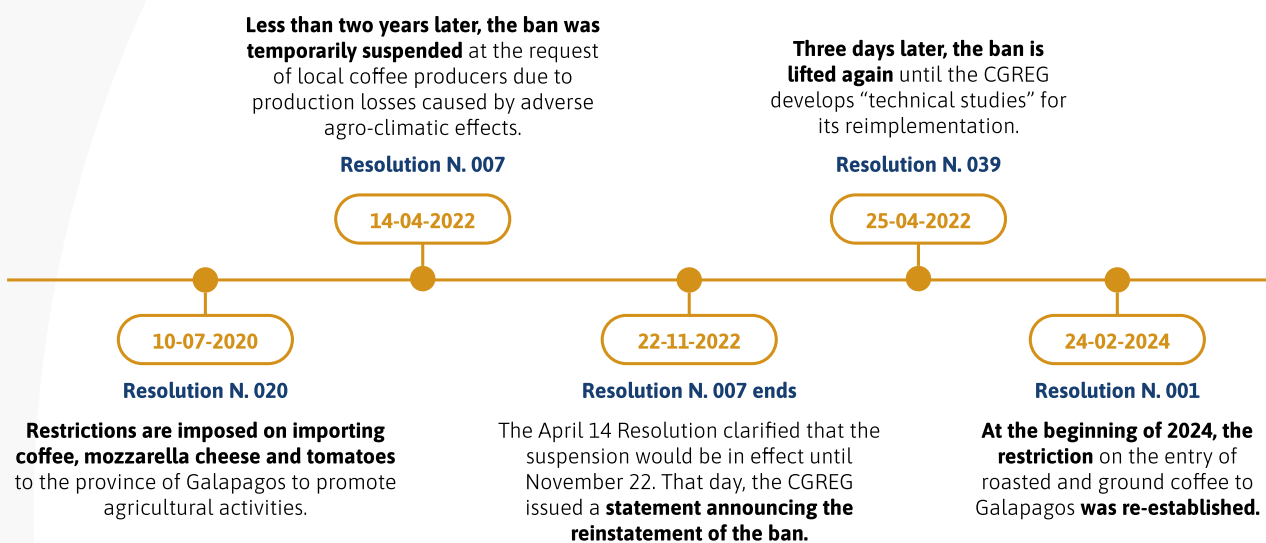 10-07-2020
Resolution N. 020
Restrictions are imposed on importing
coffee, mozzarella cheese and tomatoes
to the province of Galapagos to promote
agricultural activities.
Less than two years later, the ban was
temporarily suspended at the request
of local coffee producers due to
production losses caused by adverse
agro-climatic effects.
Resolution N. 007
14-04-2022
22-11-2022
Resolution N. 007 ends
The April 14 Resolution clarified that the
suspension would be in effect until
November 22. That day, the CGREG
issued a statement announcing the
reinstatement of the ban.
Three days later, the ban is
lifted again until the CGREG
develops “technical studies” for
its reimplementation.
Resolution N. 039
25-04-2022
24-02-2024
Resolution N. 001
At the beginning of 2024, the
restriction on the entry of
roasted and ground coffee to
Galapagos was re-established.